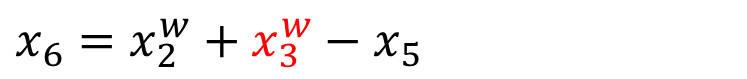 x₆ = x₂ʷ + x₃ʷ − x₅